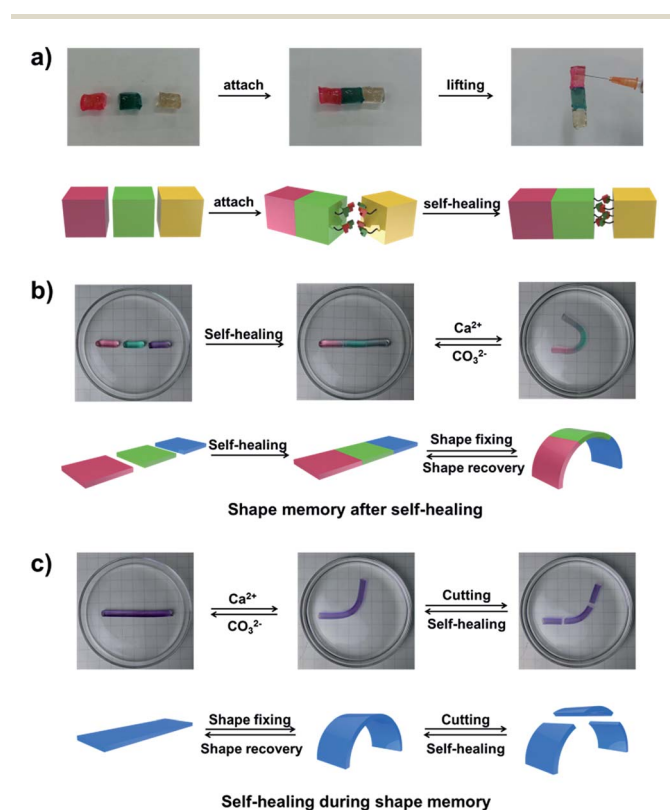 a)
attach
lifting
attach
self-healing
b)
Self-healing
Ca²⁺
CO₃²⁻
Self-healing
Shape fixing
Shape recovery
Shape memory after self-healing
c)
Ca²⁺
CO₃²⁻
Cutting
Self-healing
Shape fixing
Shape recovery
Cutting
Self-healing
Self-healing during shape memory